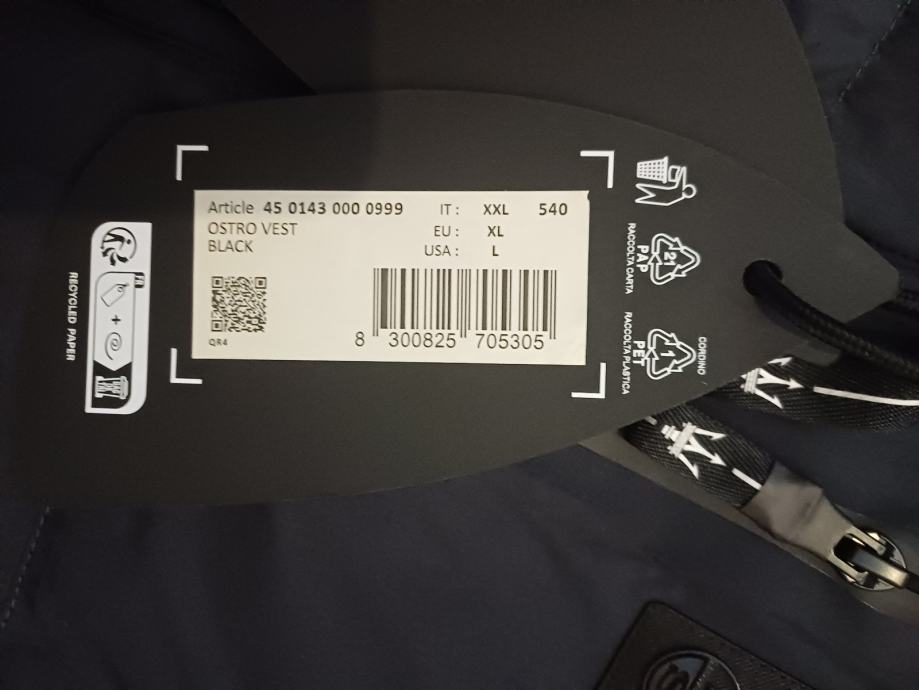 Article 45 0143 000 0999 IT : XXL 540
OSTRO VEST EU : XL
BLACK USA : L
QR4
8 300825 705305
RECYCLED PAPER
FR
+
21
PAP
RACCOLTA CARTA
1
PET
RACCOLTA PLASTICA
CORDINO